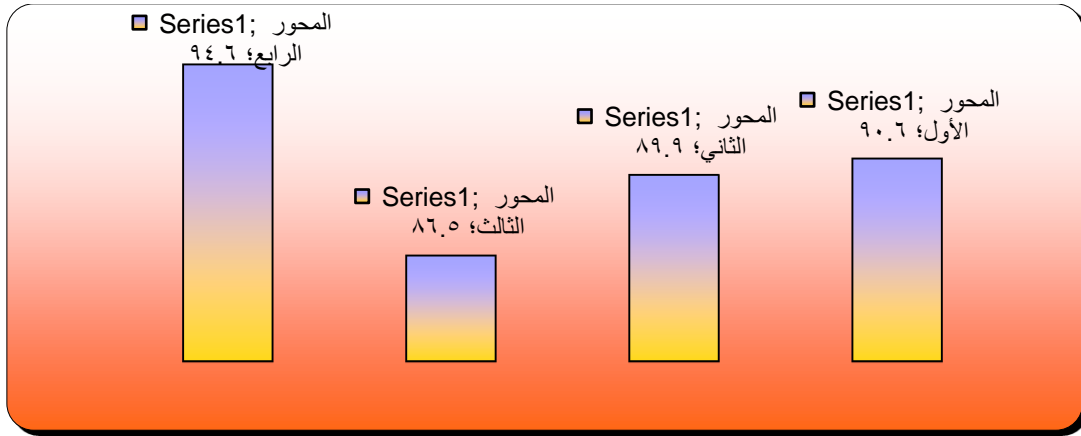 Series1; المحور
الأول؛ ٩٠.٦
Series1; المحور
الثاني؛ ٨٩.٩
Series1; المحور
الثالث؛ ٨٦.٥
Series1; المحور
الرابع؛ ٩٤.٦